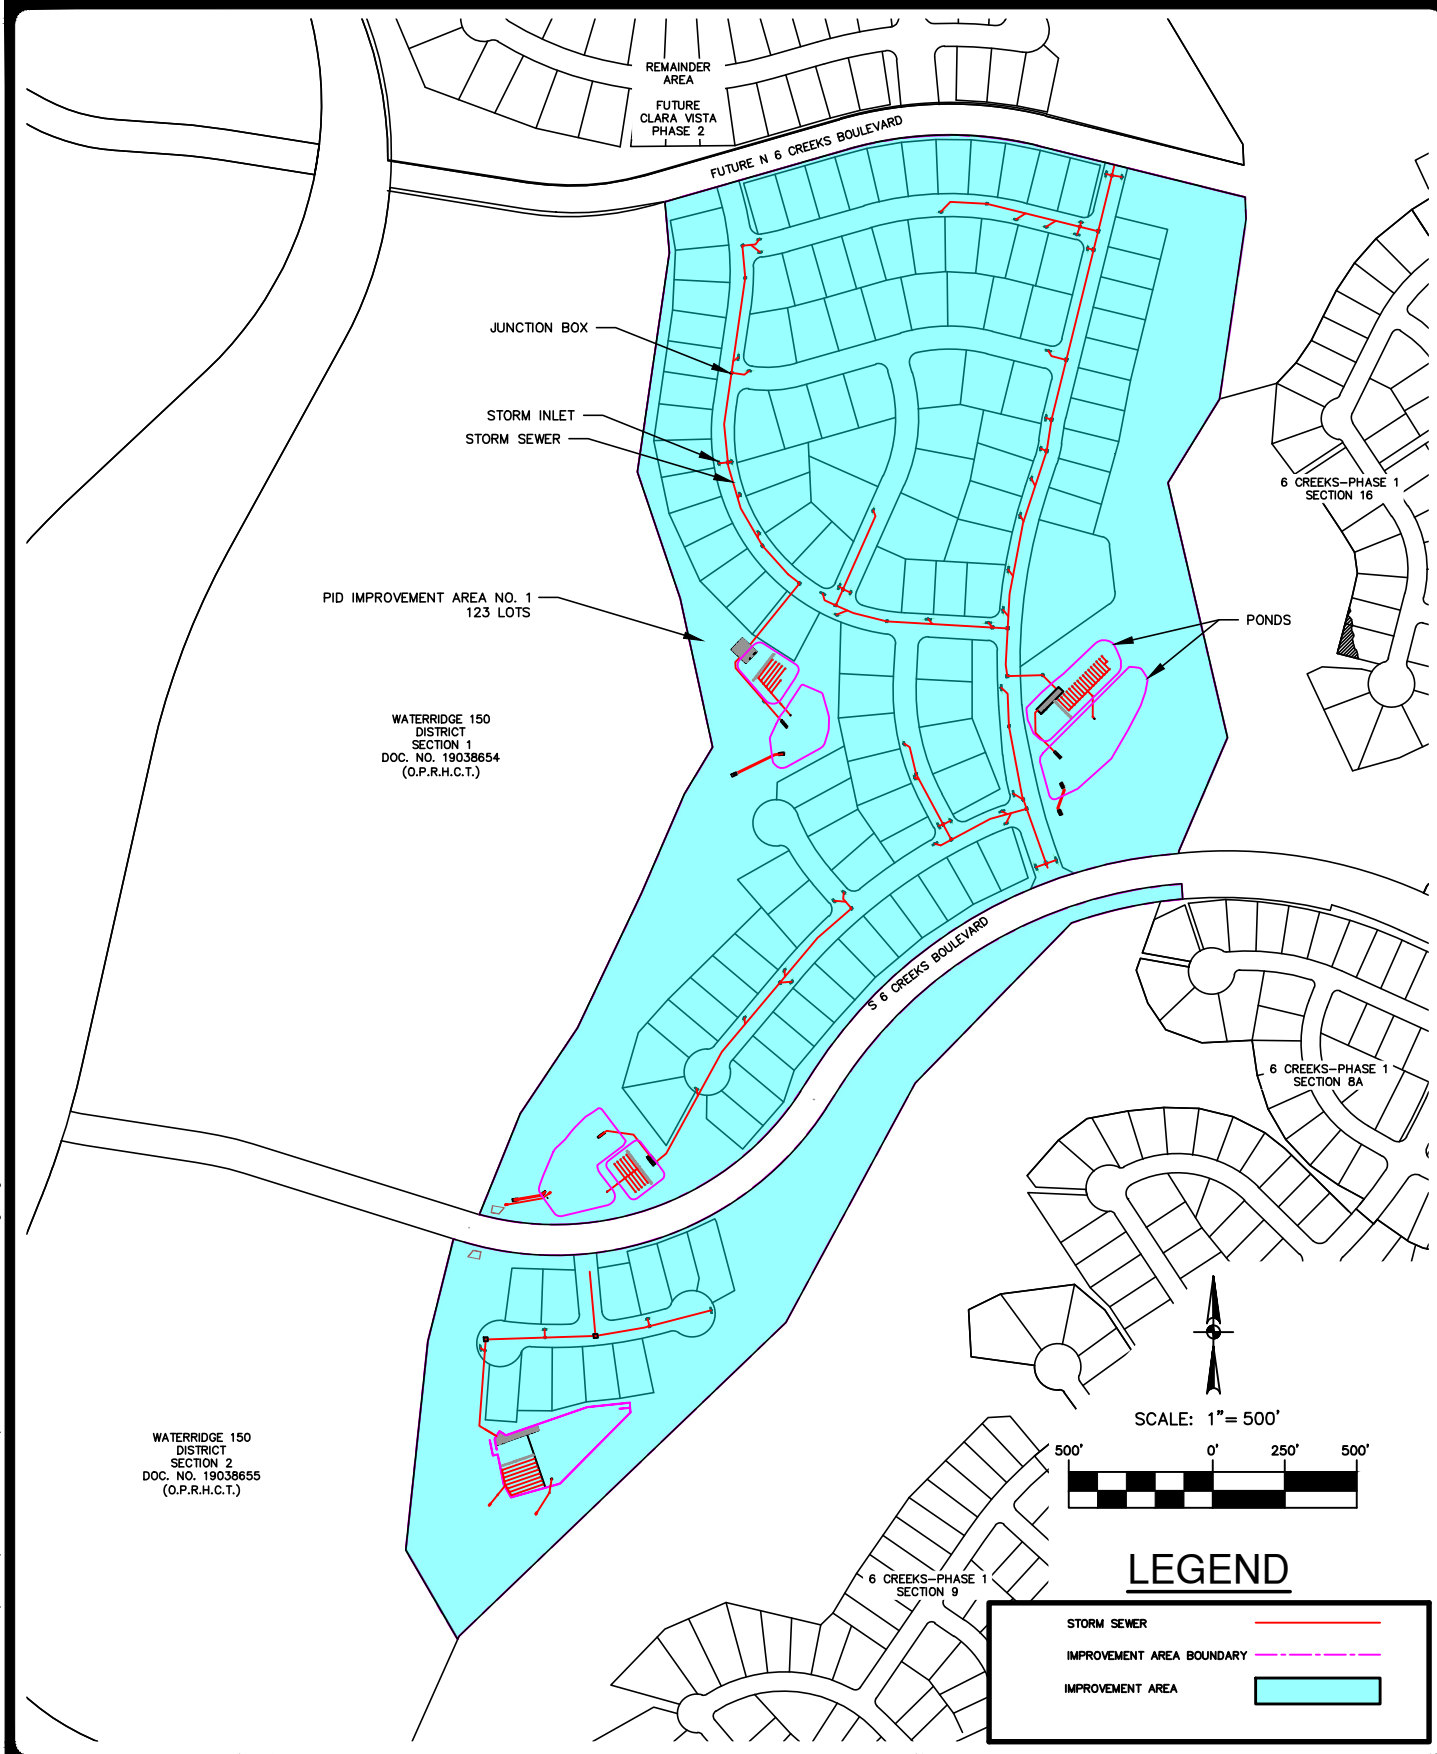 REMAINDER
AREA
FUTURE
CLARA VISTA
PHASE 2
FUTURE N 6 CREEKS BOULEVARD
JUNCTION BOX
STORM INLET
STORM SEWER
6 CREEKS-PHASE 1
SECTION 16
PID IMPROVEMENT AREA NO. 1
123 LOTS
PONDS
WATERRIDGE 150
DISTRICT
SECTION 1
DOC. NO. 19038654
(O.P.R.H.C.T.)
S 6 CREEKS BOULEVARD
6 CREEKS-PHASE 1
SECTION 8A
SCALE: 1"= 500'
500' 0' 250' 500'
WATERRIDGE 150
DISTRICT
SECTION 2
DOC. NO. 19038655
(O.P.R.H.C.T.)
6 CREEKS-PHASE 1
SECTION 9
LEGEND
STORM SEWER
IMPROVEMENT AREA BOUNDARY
IMPROVEMENT AREA